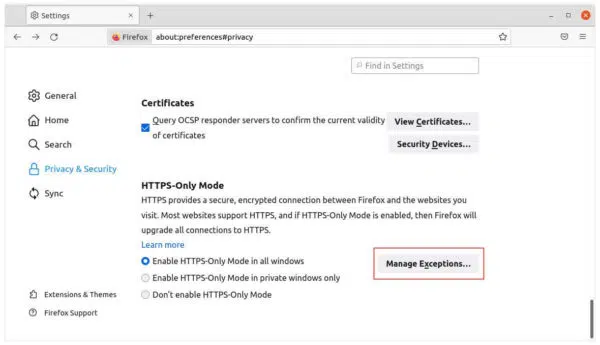 Settings
Firefox
about:preferences#privacy
Find in Settings
General
Home
Search
Privacy & Security
Sync
Extensions & Themes
Firefox Support
Certificates
Query OCSP responder servers to confirm the current validity
of certificates
View Certificates...
Security Devices...
HTTPS-Only Mode
HTTPS provides a secure, encrypted connection between Firefox and the websites you
visit. Most websites support HTTPS, and if HTTPS-Only Mode is enabled, then Firefox will
upgrade all connections to HTTPS.
Learn more
Enable HTTPS-Only Mode in all windows
Manage Exceptions...
Enable HTTPS-Only Mode in private windows only
Don't enable HTTPS-Only Mode